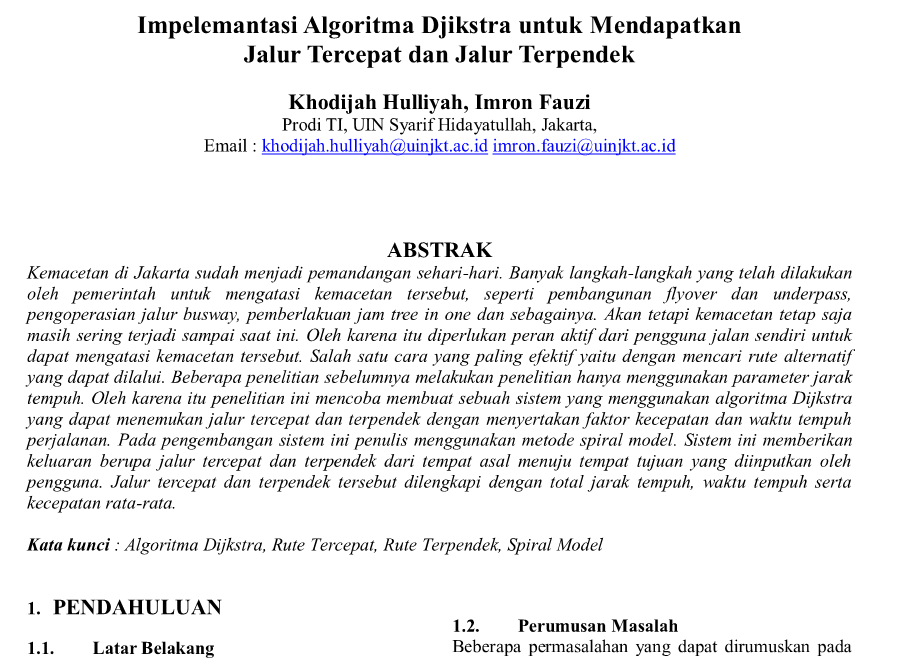 Impelemantasi Algoritma Djikstra untuk Mendapatkan
Jalur Tercepat dan Jalur Terpendek
Khodijah Hulliyah, Imron Fauzi
Prodi TI, UIN Syarif Hidayatullah, Jakarta,
Email : khodijah.hulliyah@uinjkt.ac.id imron.fauzi@uinjkt.ac.id
ABSTRAK
Kemacetan di Jakarta sudah menjadi pemandangan sehari-hari. Banyak langkah-langkah yang telah dilakukan
oleh pemerintah untuk mengatasi kemacetan tersebut, seperti pembangunan flyover dan underpass,
pengoperasian jalur busway, pemberlakuan jam tree in one dan sebagainya. Akan tetapi kemacetan tetap saja
masih sering terjadi sampai saat ini. Oleh karena itu diperlukan peran aktif dari pengguna jalan sendiri untuk
dapat mengatasi kemacetan tersebut. Salah satu cara yang paling efektif yaitu dengan mencari rute alternatif
yang dapat dilalui. Beberapa penelitian sebelumnya melakukan penelitian hanya menggunakan parameter jarak
tempuh. Oleh karena itu penelitian ini mencoba membuat sebuah sistem yang menggunakan algoritma Dijkstra
yang dapat menemukan jalur tercepat dan terpendek dengan menyertakan faktor kecepatan dan waktu tempuh
perjalanan. Pada pengembangan sistem ini penulis menggunakan metode spiral model. Sistem ini memberikan
keluaran berupa jalur tercepat dan terpendek dari tempat asal menuju tempat tujuan yang diinputkan oleh
pengguna. Jalur tercepat dan terpendek tersebut dilengkapi dengan total jarak tempuh, waktu tempuh serta
kecepatan rata-rata.
Kata kunci : Algoritma Dijkstra, Rute Tercepat, Rute Terpendek, Spiral Model
1. PENDAHULUAN
1.1. Latar Belakang
1.2. Perumusan Masalah
Beberapa permasalahan yang dapat dirumuskan pada